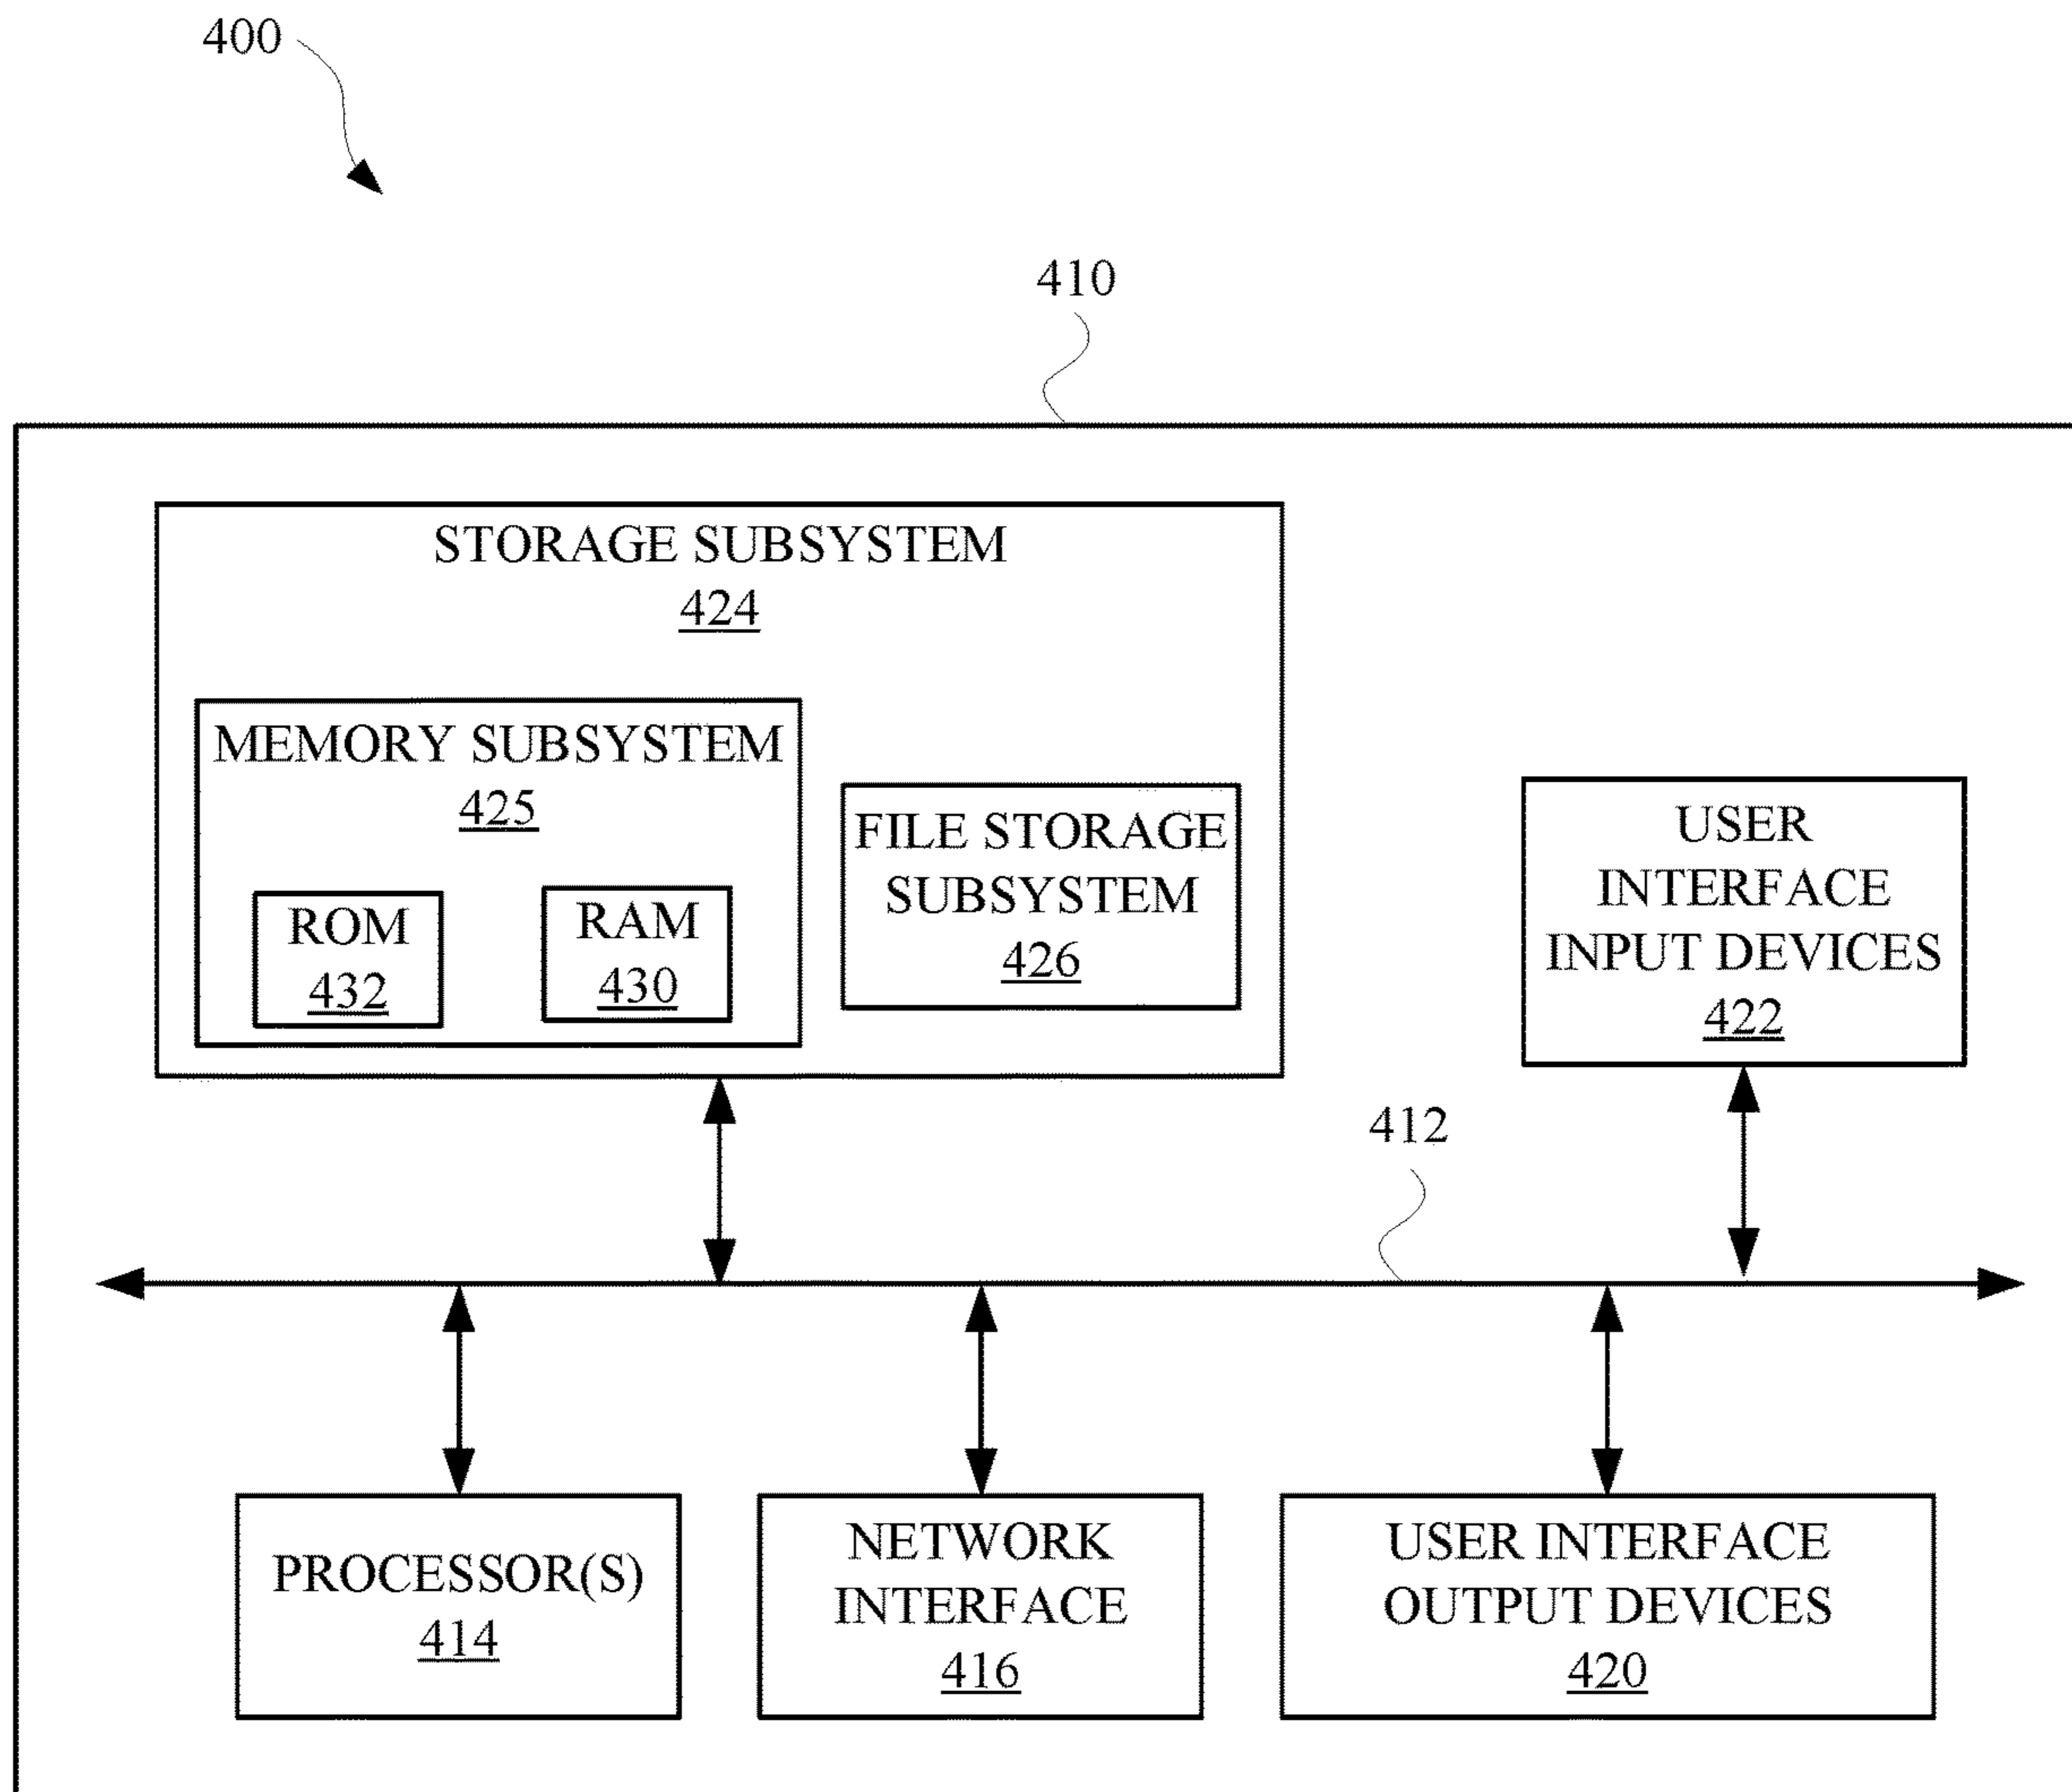 400
410
STORAGE SUBSYSTEM
424
MEMORY SUBSYSTEM
425
ROM
432
RAM
430
FILE STORAGE
SUBSYSTEM
426
USER
INTERFACE
INPUT DEVICES
422
412
PROCESSOR(S)
414
NETWORK
INTERFACE
416
USER INTERFACE
OUTPUT DEVICES
420